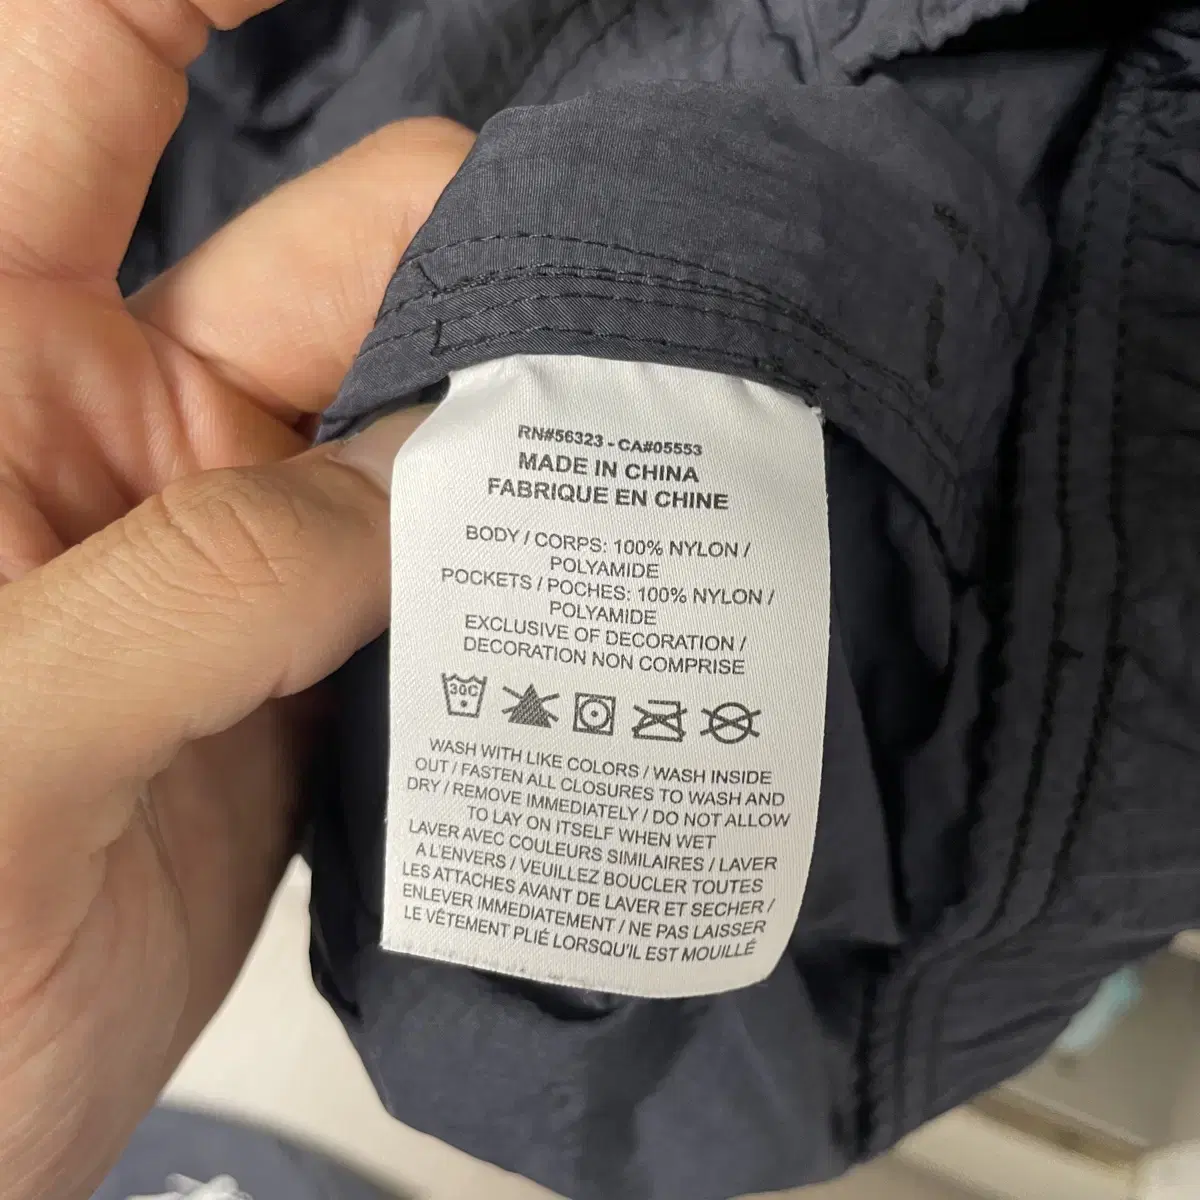 RN#56323 - CA#05553
MADE IN CHINA
FABRIQUE EN CHINE
BODY / CORPS: 100% NYLON /
POLYAMIDE
POCKETS / POCHES: 100% NYLON /
POLYAMIDE
EXCLUSIVE OF DECORATION /
DECORATION NON COMPRISE
30C
WASH WITH LIKE COLORS / WASH INSIDE
OUT / FASTEN ALL CLOSURES TO WASH AND
DRY / REMOVE IMMEDIATELY / DO NOT ALLOW
TO LAY ON ITSELF WHEN WET
LAVER AVEC COULEURS SIMILAIRES / LAVER
A L'ENVERS / VEUILLEZ BOUCLER TOUTES
LES ATTACHES AVANT DE LAVER ET SECHER /
ENLEVER IMMEDIATEMENT / NE PAS LAISSER
LE VÊTEMENT PLIÉ LORSQU'IL EST MOUILLÉ